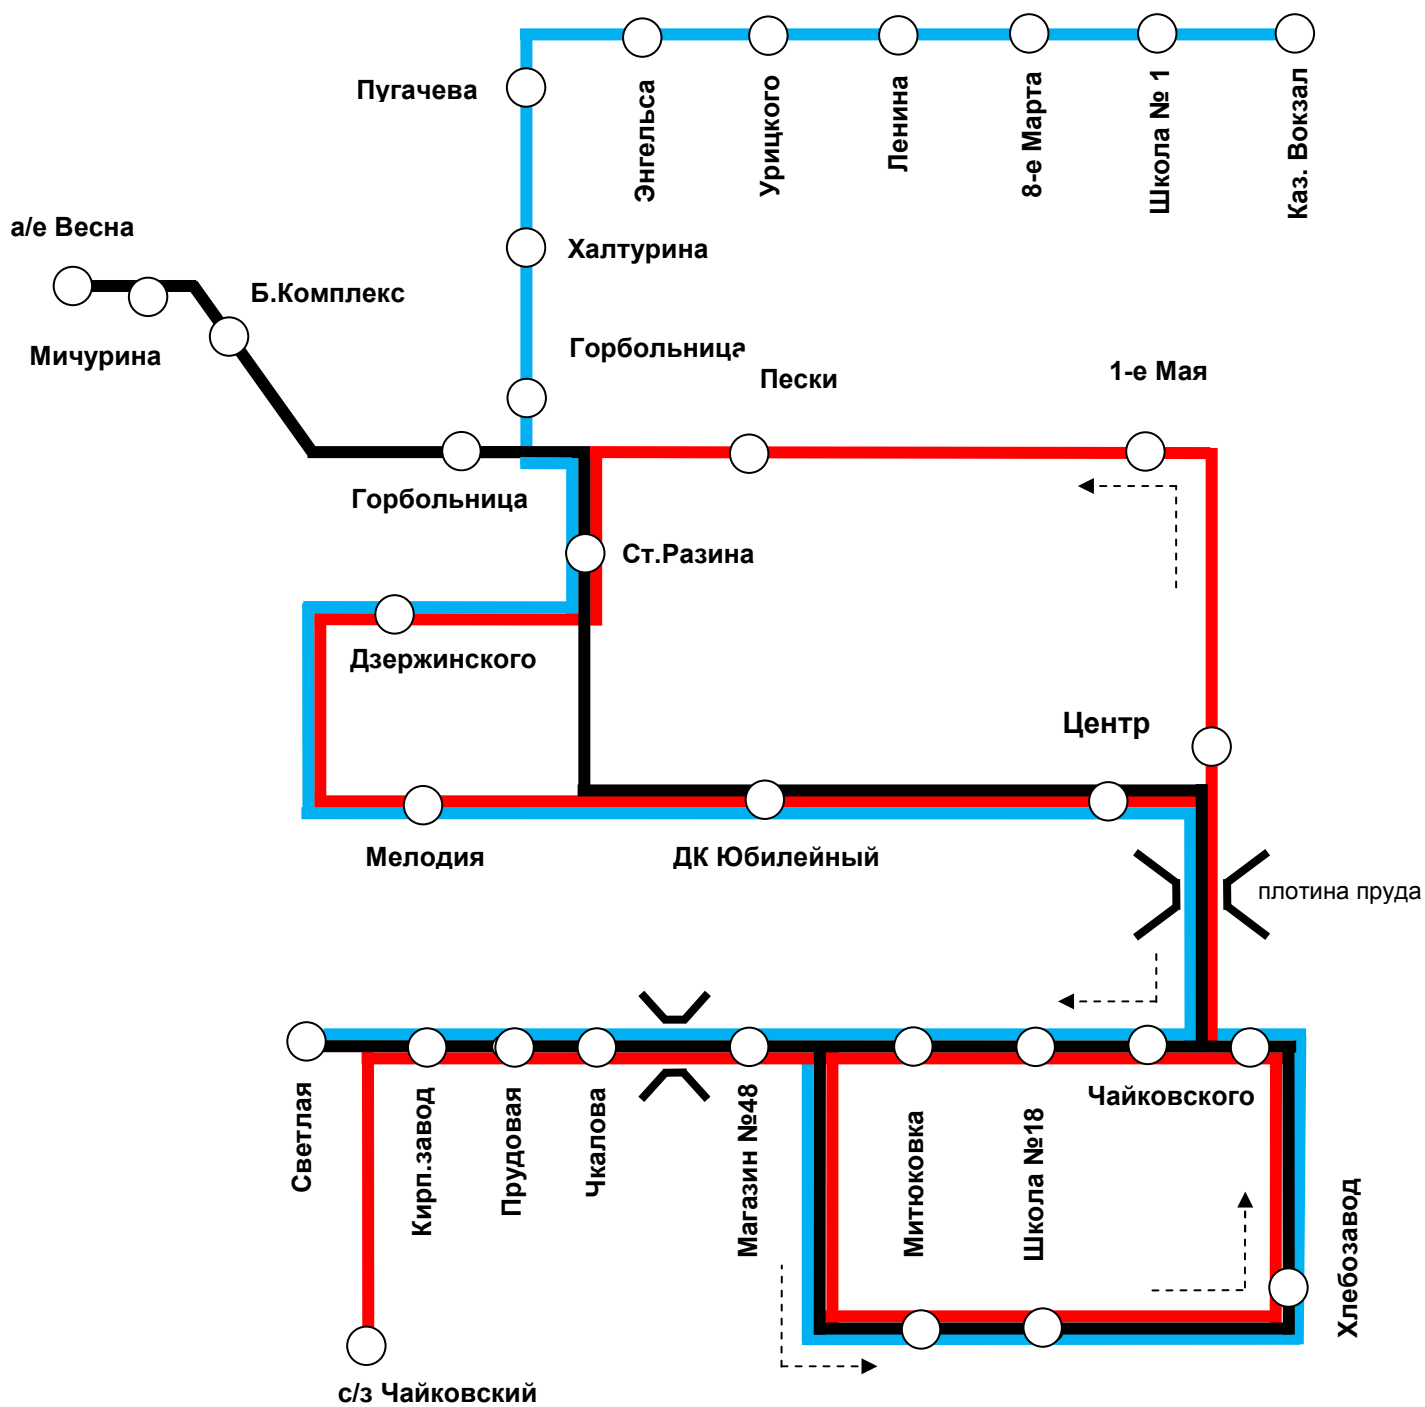 Пугачева
Энгельса
Урицкого
Ленина
8-е Марта
Школа № 1
Каз. Вокзал
а/е Весна
Халтурина
Б.Комплекс
Мичурина
Горбольница
Пески
1-е Мая
Горбольница
Ст.Разина
Дзержинского
Центр
Мелодия
ДК Юбилейный
плотина пруда
Светлая
Кирп.завод
Прудовая
Чкалова
Магазин №48
Митюковка
Школа №18
Чайковского
Хлебозавод
с/з Чайковский